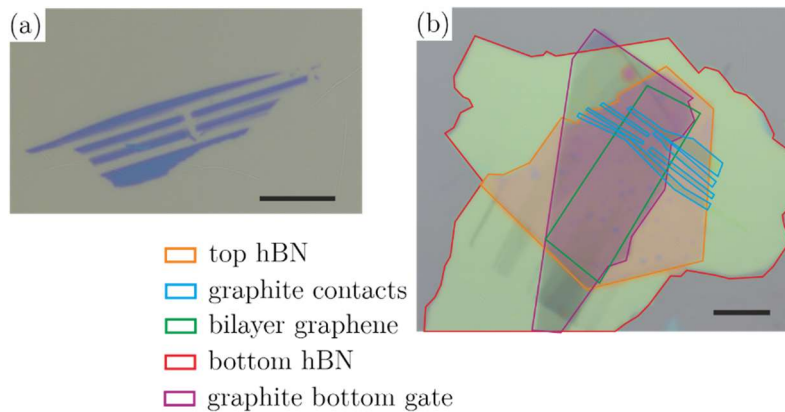 (a)
(b)
top hBN
graphite contacts
bilayer graphene
bottom hBN
graphite bottom gate